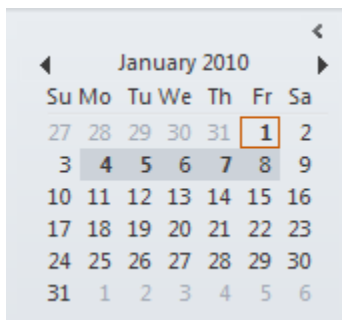 January 2010
Su Mo Tu We Th Fr Sa
27 28 29 30 31 1 2
3 4 5 6 7 8 9
10 11 12 13 14 15 16
17 18 19 20 21 22 23
24 25 26 27 28 29 30
31 1 2 3 4 5 6